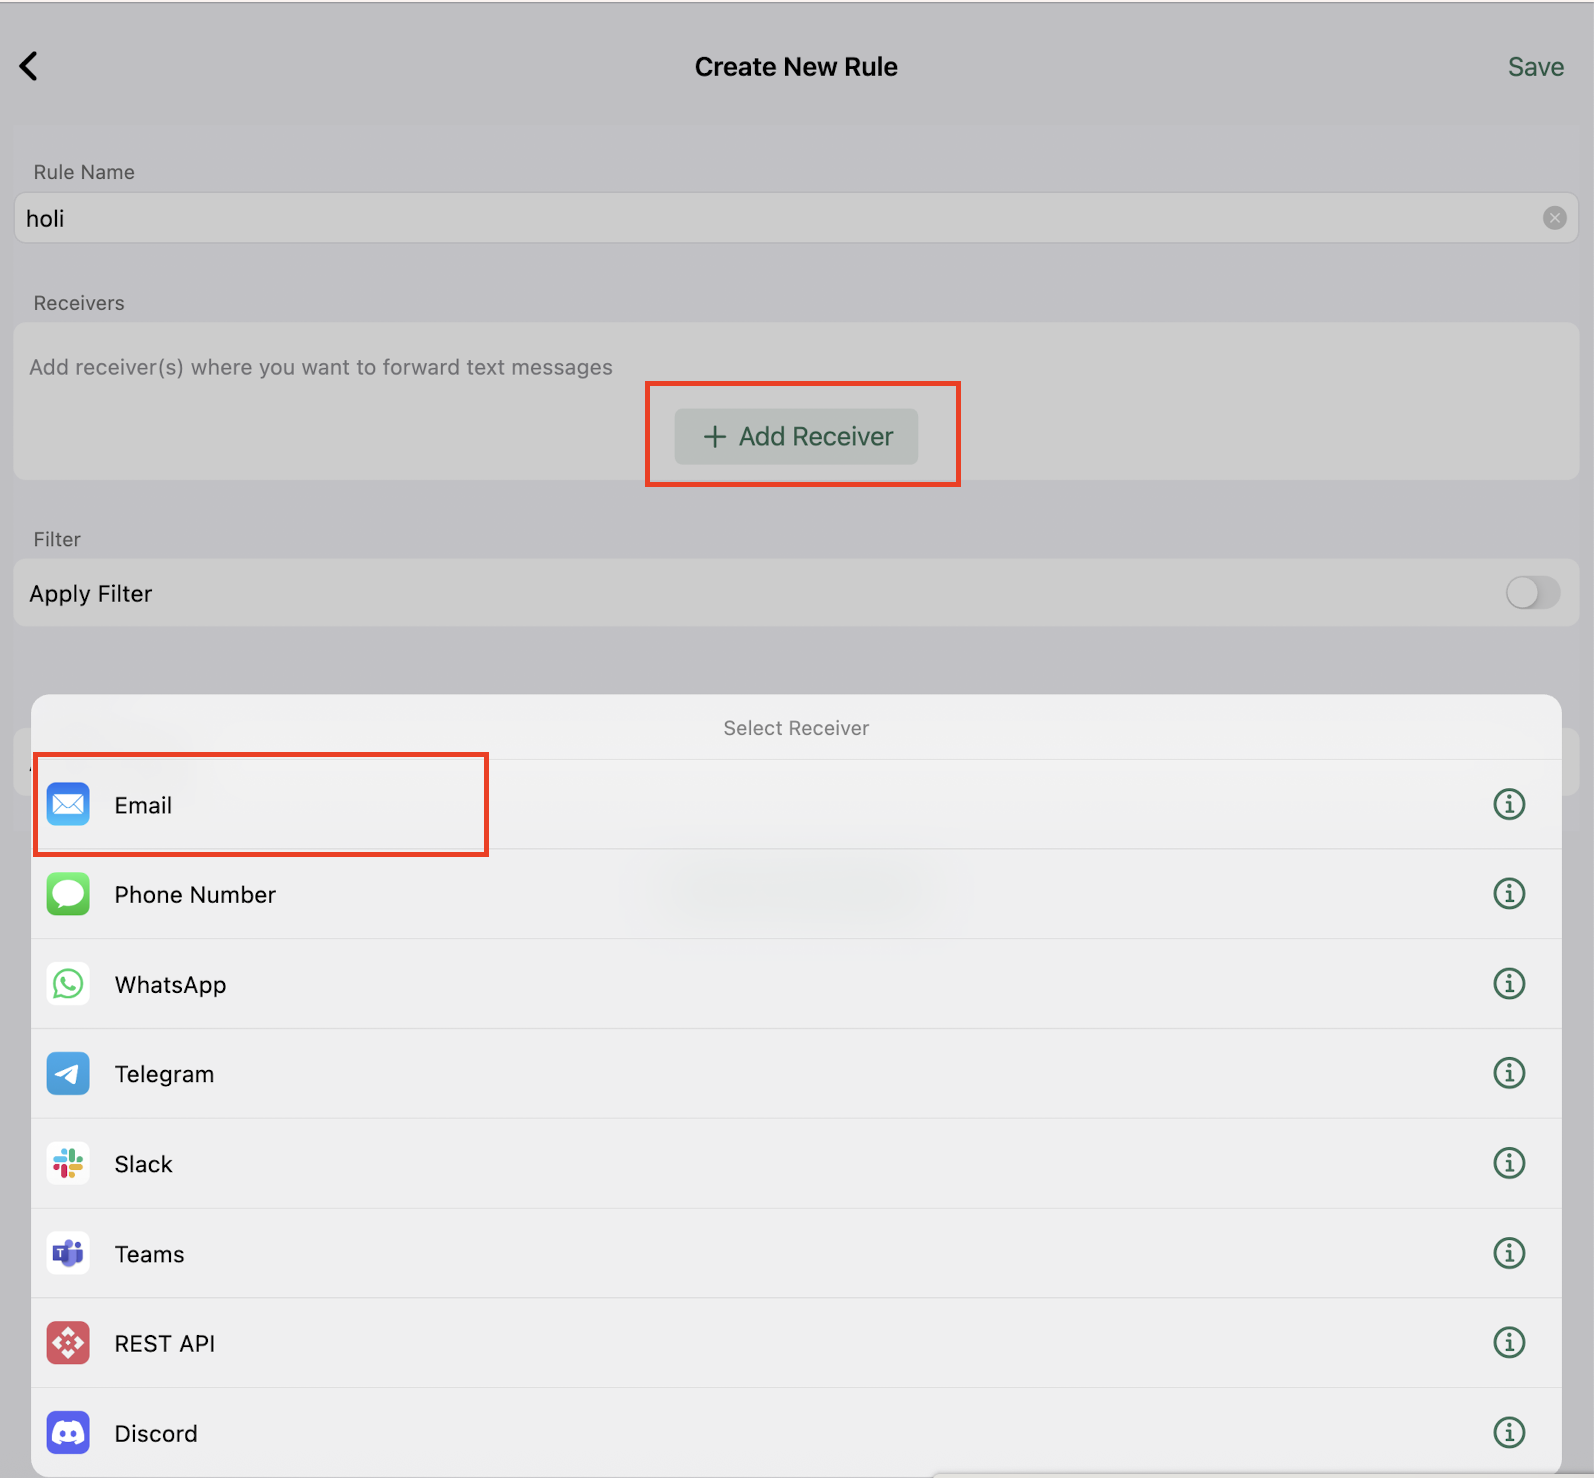 Create New Rule
Save
Rule Name
holi
Receivers
Add receiver(s) where you want to forward text messages
+ Add Receiver
Filter
Apply Filter
Select Receiver
Email
Phone Number
WhatsApp
Telegram
Slack
Teams
REST API
Discord